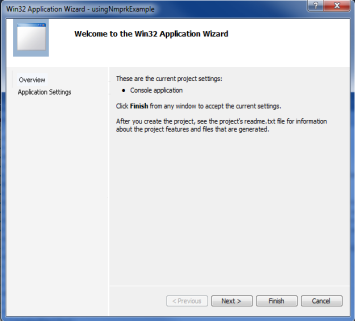 Win32 Application Wizard - usingNmprkExample
Welcome to the Win32 Application Wizard
Overview
Application Settings
These are the current project settings:
• Console application
Click Finish from any window to accept the current settings.
After you create the project, see the project's readme.txt file for information
about the project features and files that are generated.
< Previous
Next >
Finish
Cancel